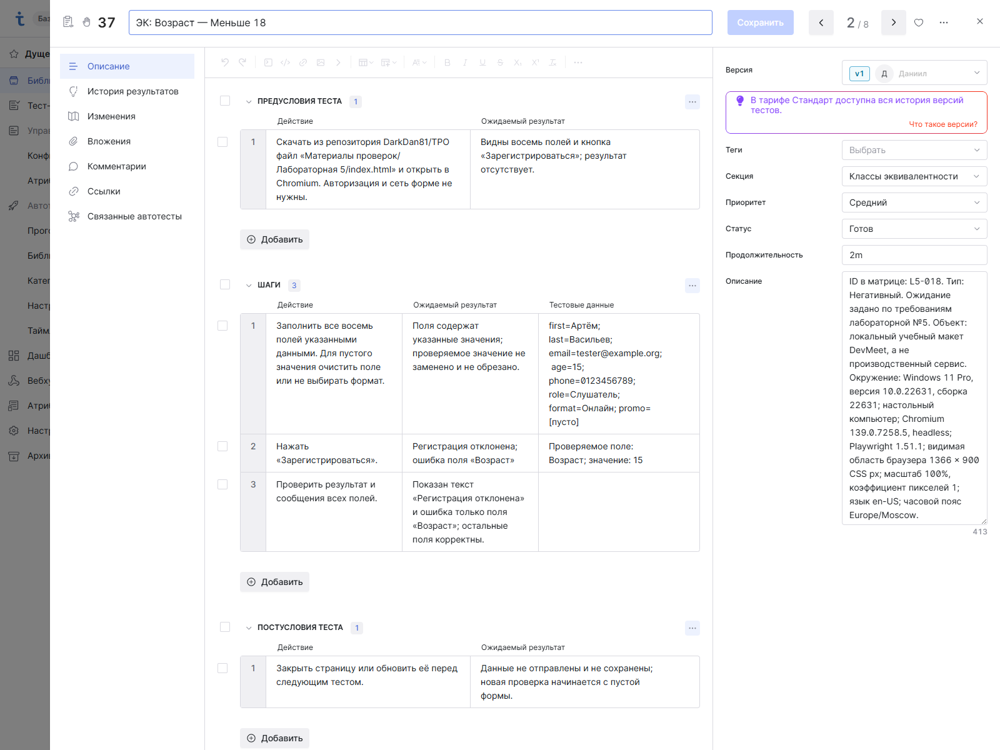 Баз
37
ЭК: Возраст — Меньше 18
Сохранить
2 / 8
Душе
Библ
Тест-
Управ
Конфи
Атриб
Автот
Прого
Библ
Катег
Настр
Таймл
Дашб
Вебху
Атриб
Настр
Архив
Описание
История результатов
Изменения
Вложения
Комментарии
Ссылки
Связанные автотесты
ПРЕДУСЛОВИЯ ТЕСТА 1
Действие
Ожидаемый результат
1
Скачать из репозитория DarkDan81/TPO
файл «Материалы проверок/
Лабораторная 5/index.html» и открыть в
Chromium. Авторизация и сеть форме не
нужны.
Видны восемь полей и кнопка
«Зарегистрироваться»; результат
отсутствует.
Добавить
ШАГИ 3
Действие
Ожидаемый результат
Тестовые данные
1
Заполнить все восемь
полей указанными
данными. Для пустого
значения очистить поле
или не выбирать формат.
Поля содержат
указанные значения;
проверяемое значение не
заменено и не обрезано.
first=Артём;
last=Васильев;
email=tester@example.org;
age=15;
phone=0123456789;
role=Слушатель;
format=Онлайн; promo=
[пусто]
2
Нажать
«Зарегистрироваться».
Регистрация отклонена;
ошибка поля «Возраст»
Проверяемое поле:
Возраст; значение: 15
3
Проверить результат и
сообщения всех полей.
Показан текст
«Регистрация отклонена»
и ошибка только поля
«Возраст»; остальные
поля корректны.
Добавить
ПОСТУСЛОВИЯ ТЕСТА 1
Действие
Ожидаемый результат
1
Закрыть страницу или обновить её перед
следующим тестом.
Данные не отправлены и не сохранены;
новая проверка начинается с пустой
формы.
Добавить
Версия
v1 Д Даниил
В тарифе Стандарт доступна вся история версий
тестов.
Что такое версии?
Теги
Выбрать
Секция
Классы эквивалентности
Приоритет
Средний
Статус
Готов
Продолжительность
2m
Описание
ID в матрице: L5-018. Тип:
Негативный. Ожидание
задано по требованиям
лабораторной №5. Объект:
локальный учебный макет
DevMeet, а не
производственный сервис.
Окружение: Windows 11 Pro,
версия 10.0.22631, сборка
22631; настольный
компьютер; Chromium
139.0.7258.5, headless;
Playwright 1.51.1; видимая
область браузера 1366 × 900
CSS px; масштаб 100%,
коэффициент пикселей 1;
язык en-US; часовой пояс
Europe/Moscow.
413